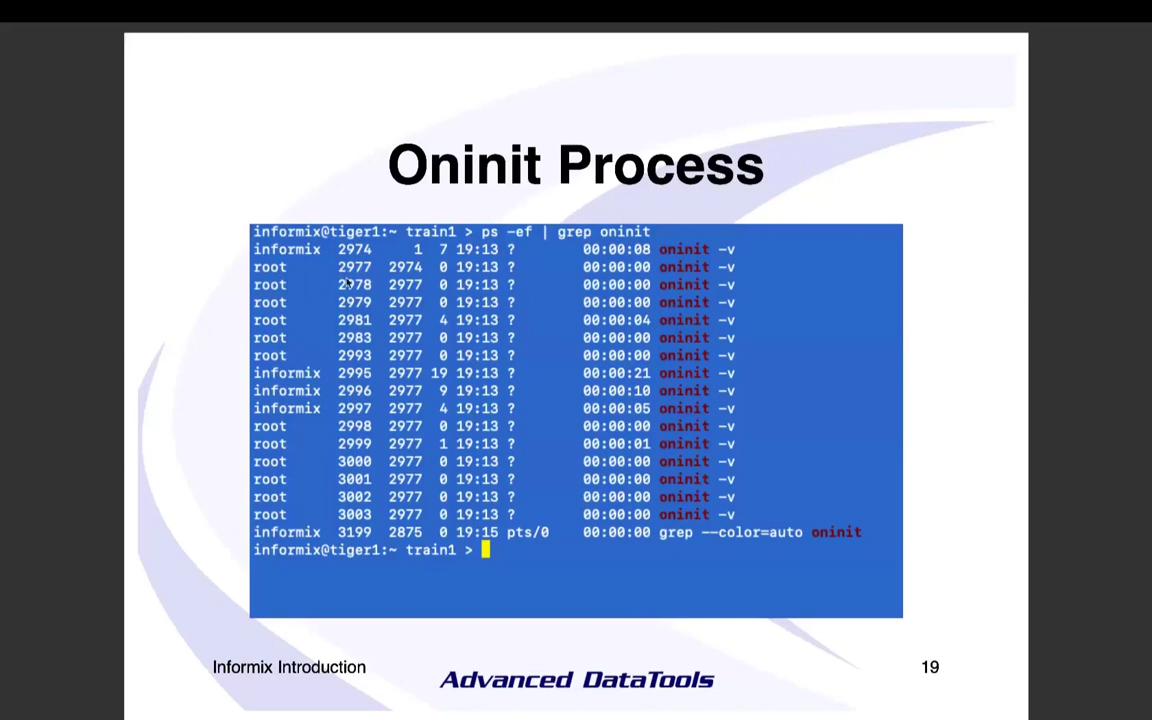 Oninit Process
informix@tiger1:~ train1 > ps -ef | grep oninit
informix 2974 1 7 19:13 ? 00:00:08 oninit -v
root 2977 2974 0 19:13 ? 00:00:00 oninit -v
root 2978 2977 0 19:13 ? 00:00:00 oninit -v
root 2979 2977 0 19:13 ? 00:00:00 oninit -v
root 2981 2977 4 19:13 ? 00:00:04 oninit -v
root 2983 2977 0 19:13 ? 00:00:00 oninit -v
root 2993 2977 0 19:13 ? 00:00:00 oninit -v
informix 2995 2977 19 19:13 ? 00:00:21 oninit -v
informix 2996 2977 9 19:13 ? 00:00:10 oninit -v
informix 2997 2977 4 19:13 ? 00:00:05 oninit -v
root 2998 2977 0 19:13 ? 00:00:00 oninit -v
root 2999 2977 1 19:13 ? 00:00:01 oninit -v
root 3000 2977 0 19:13 ? 00:00:00 oninit -v
root 3001 2977 0 19:13 ? 00:00:00 oninit -v
root 3002 2977 0 19:13 ? 00:00:00 oninit -v
root 3003 2977 0 19:13 ? 00:00:00 oninit -v
informix 3199 2875 0 19:15 pts/0 00:00:00 grep --color=auto oninit
informix@tiger1:~ train1 >
Informix Introduction
Advanced DataTools
19